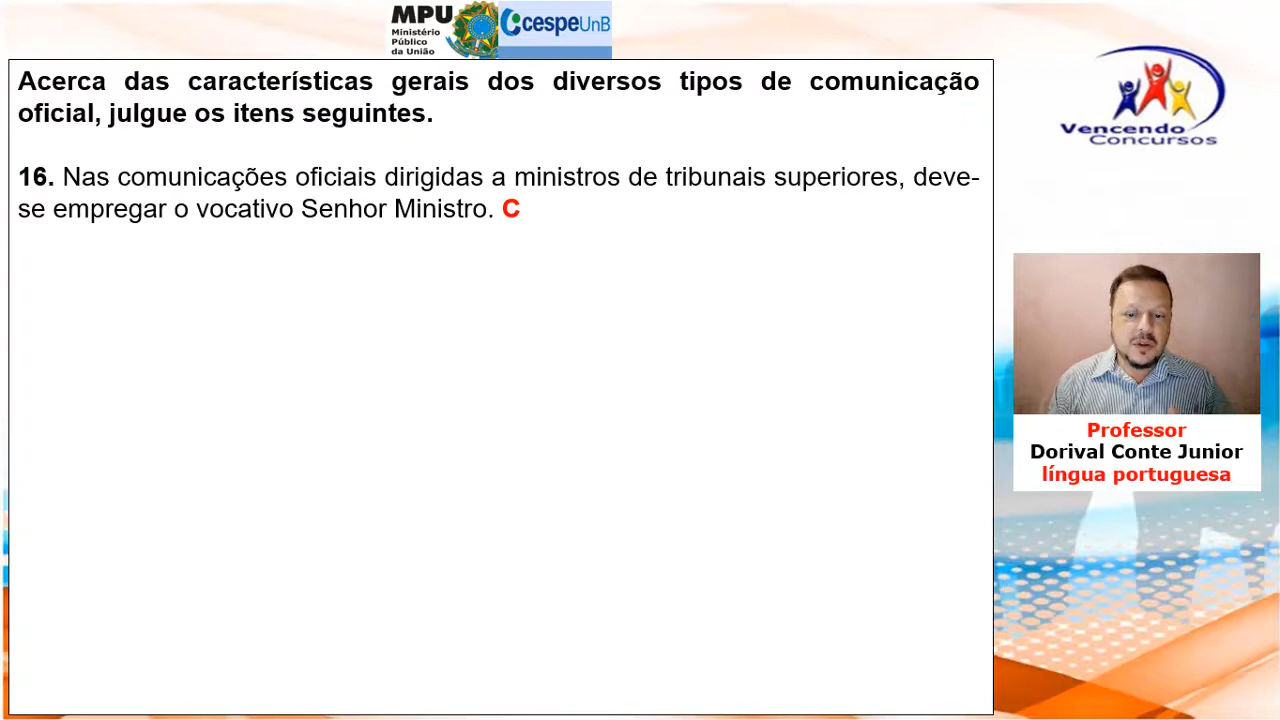 MPU
Ministério
Público
da União
cespeUnB
Acerca das características gerais dos diversos tipos de comunicação
oficial, julgue os itens seguintes.
16. Nas comunicações oficiais dirigidas a ministros de tribunais superiores, deve-
se empregar o vocativo Senhor Ministro. C
Vencendo
Concursos
Professor
Dorival Conte Junior
língua portuguesa